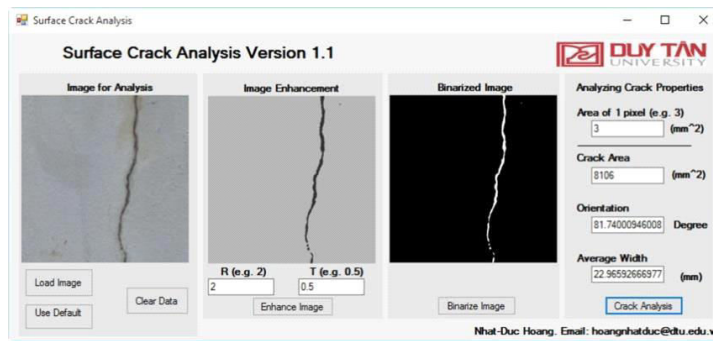 Surface Crack Analysis
Surface Crack Analysis Version 1.1
DUY TÂN
UNIVERSITY
Image for Analysis
Load Image
Use Default
Clear Data
Image Enhancement
R (e.g. 2)
T (e.g. 0.5)
2
0.5
Enhance Image
Binarized Image
Binarize Image
Analyzing Crack Properties
Area of 1 pixel (e.g. 3)
3 (mm^2)
Crack Area
8106 (mm^2)
Orientation
81.74000946008 Degree
Average Width
22.96592666977 (mm)
Crack Analysis
Nhat-Duc Hoang. Email: hoangnhatduc@dtu.edu.v